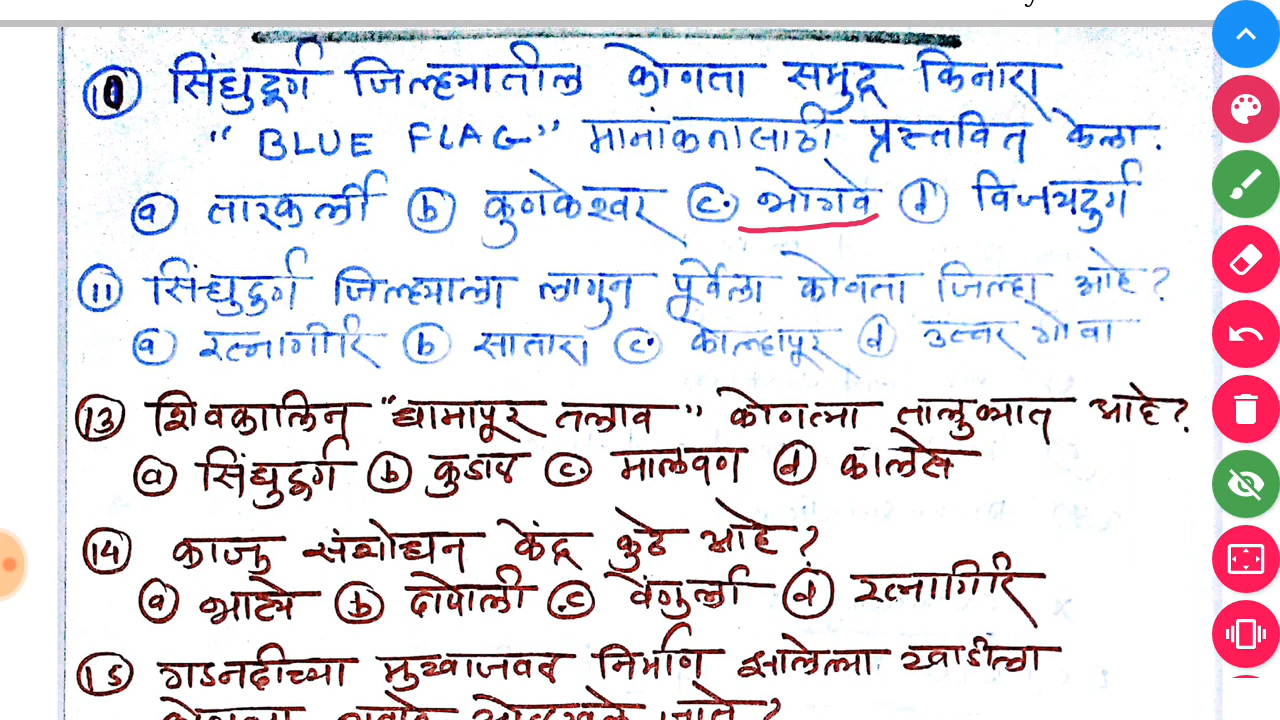 10 सिंधुदूर्ग जिल्ह्यातील कोणता समुद्र किनारा
"BLUE FLAG" मानांकनासाठी प्रस्तवित केला.
a तारकर्ली b कुणकेश्वर c. भोगवे d विजयदुर्ग
11 सिंधुदुर्ग जिल्ह्याला लागुन पूर्वेला कोणता जिल्हा आहे?
a रत्नागीरि b सातारा c. कोल्हापूर d उत्तर गोवा
13 शिवकालिन "धामापूर तलाव" कोणत्या तालुक्यात आहे?
a सिंधुदूर्ग b कुडाळ c. मालवण d कालेस
14 काजु संशोधन केंद्र कुठे आहे?
a भाट्ये b दापोली .c वेंगुर्ला d रत्नागिरि
15 गडनदीच्या मुखाजवळ निर्माण झालेल्या खाडीला